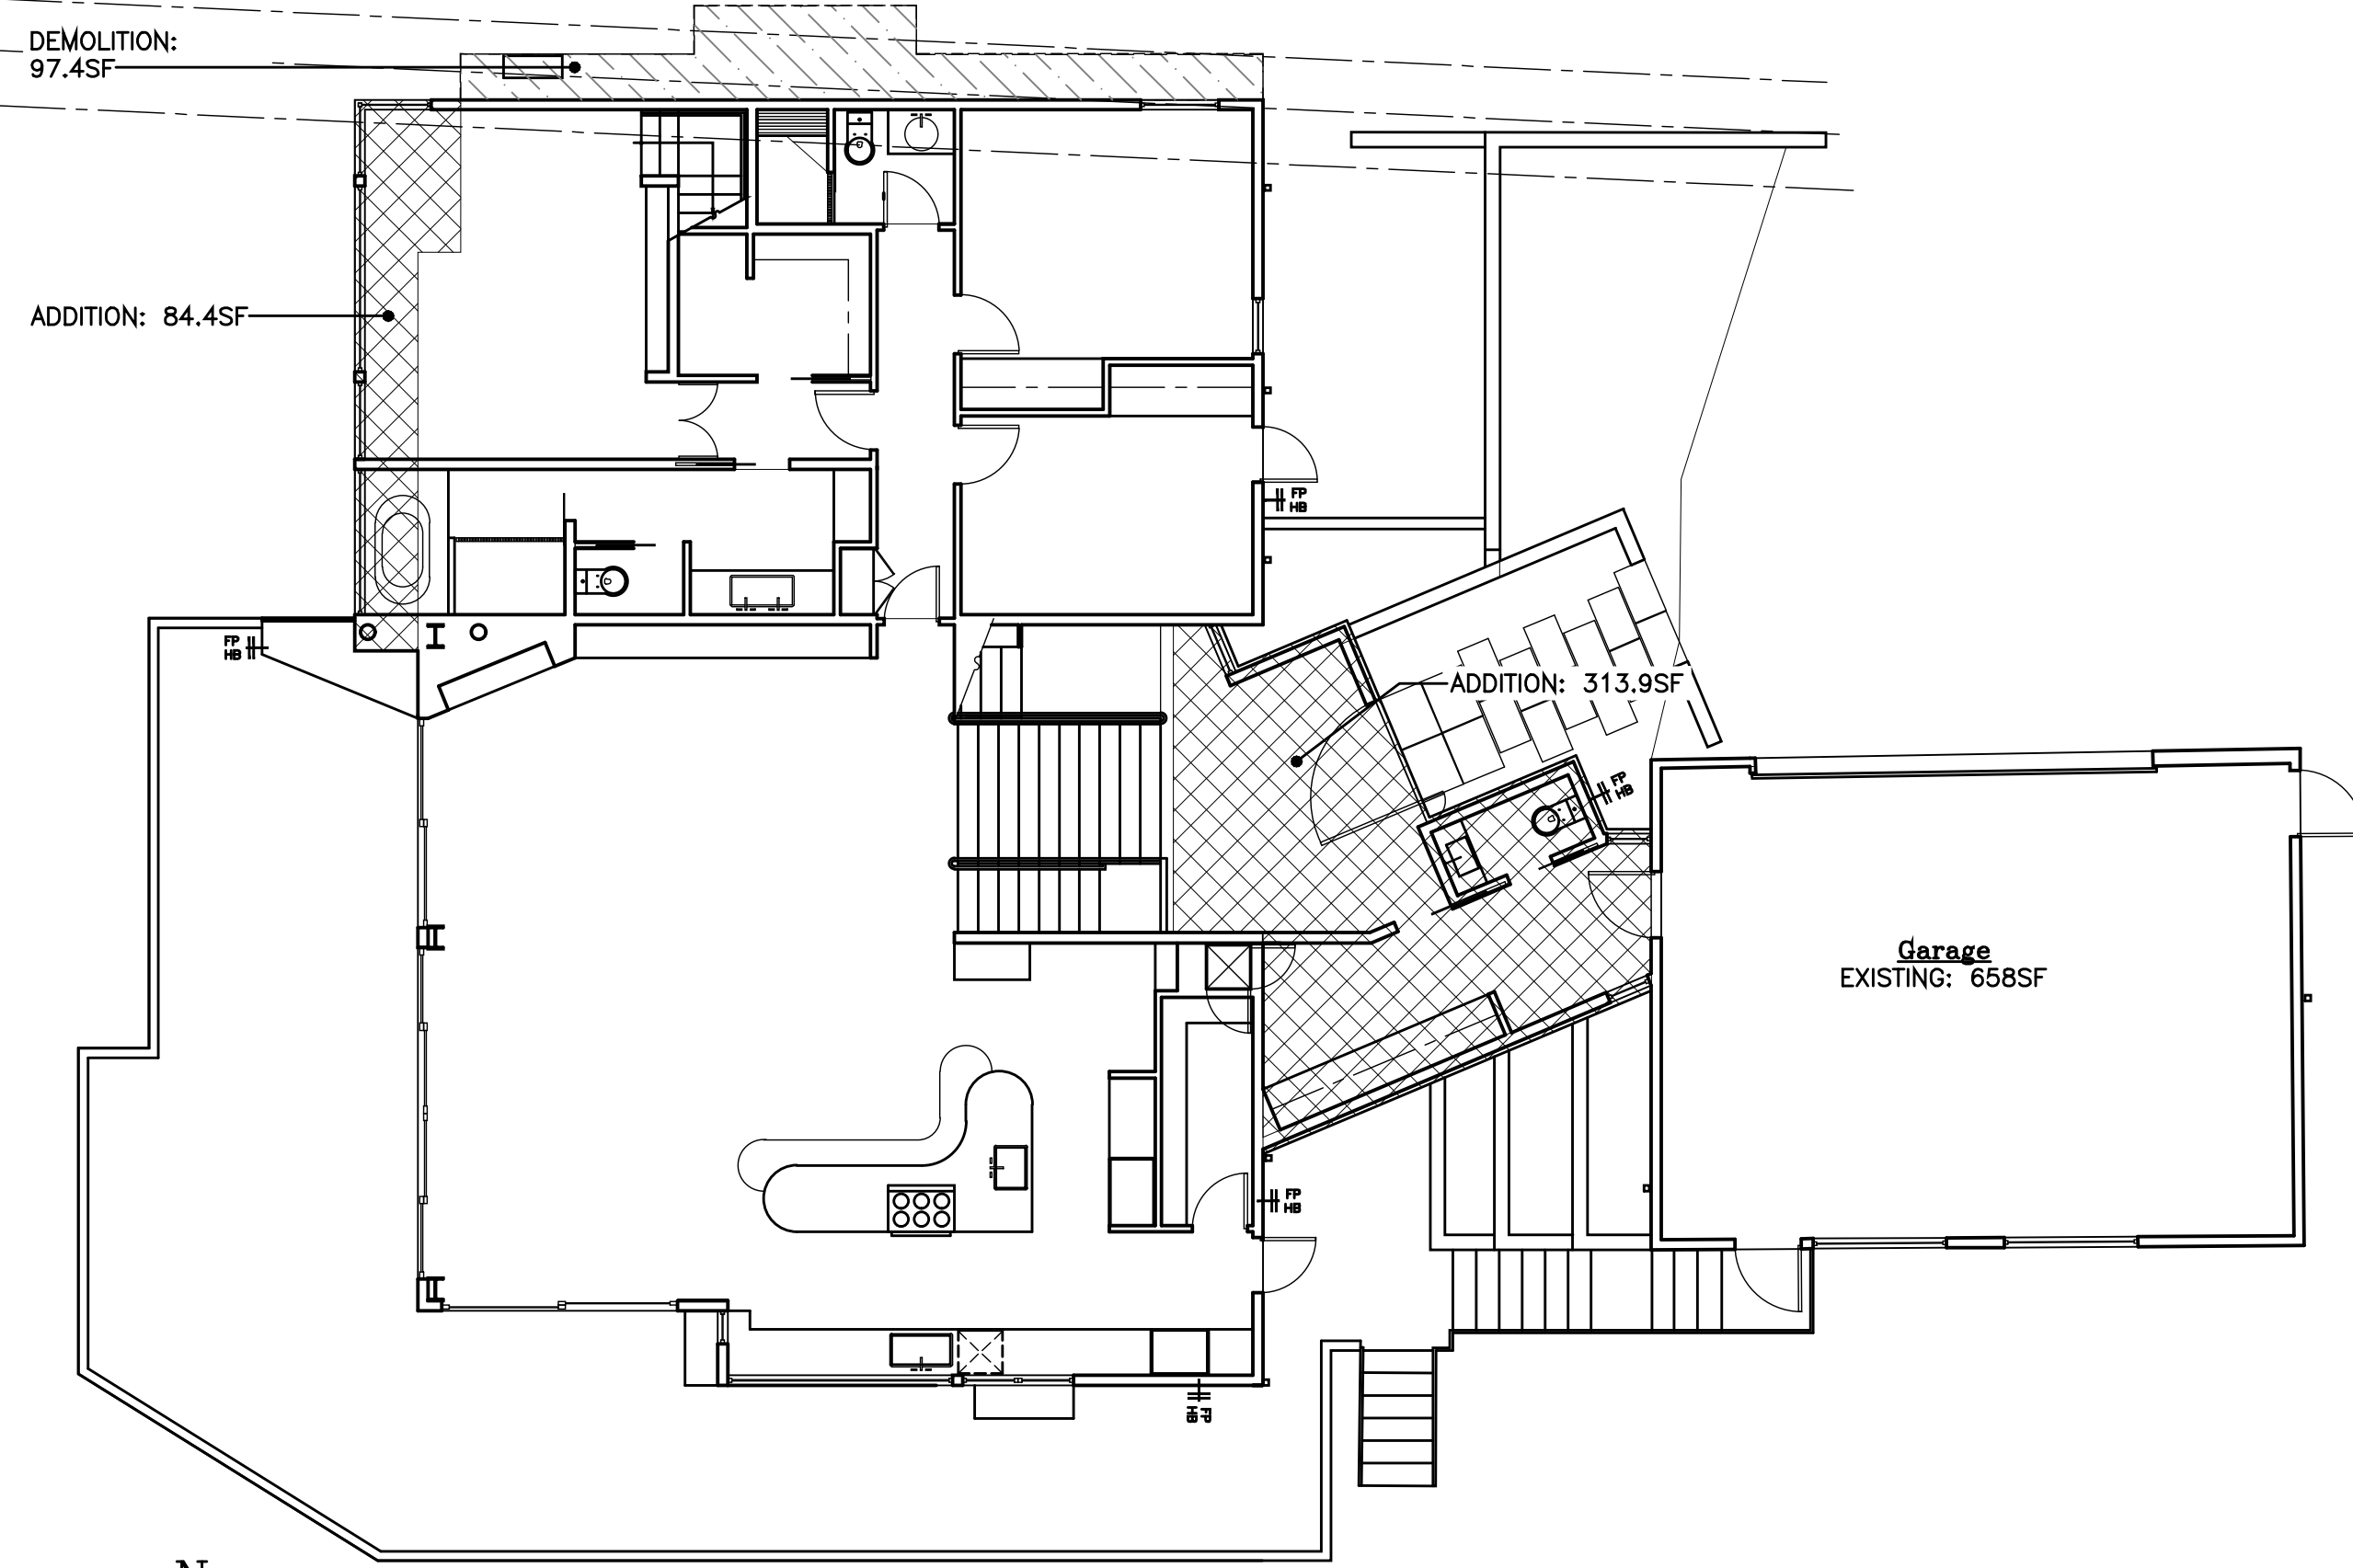 DEMOLITION:
97.4SF
ADDITION: 84.4SF
FP
HB
FP
HB
ADDITION: 313.9SF
FP
HB
Garage
EXISTING: 658SF
FP
HB
FP
HB
N